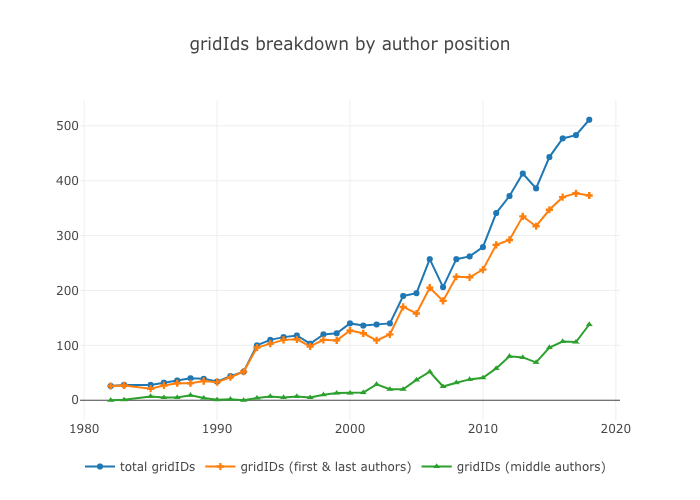 gridIds breakdown by author position
500
400
300
200
100
0
1980 1990 2000 2010 2020
total gridIDs gridIDs (first & last authors) gridIDs (middle authors)